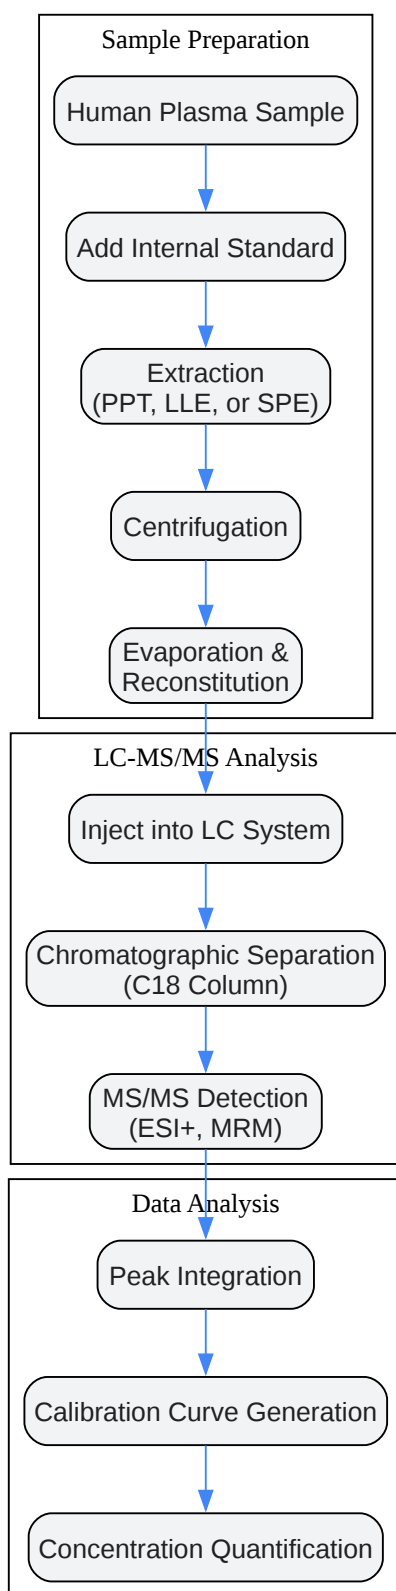 Sample Preparation
Human Plasma Sample
Add Internal Standard
Extraction
(PPT, LLE, or SPE)
Centrifugation
Evaporation &
Reconstitution
LC-MS/MS Analysis
Inject into LC System
Chromatographic Separation
(C18 Column)
MS/MS Detection
(ESI+, MRM)
Data Analysis
Peak Integration
Calibration Curve Generation
Concentration Quantification